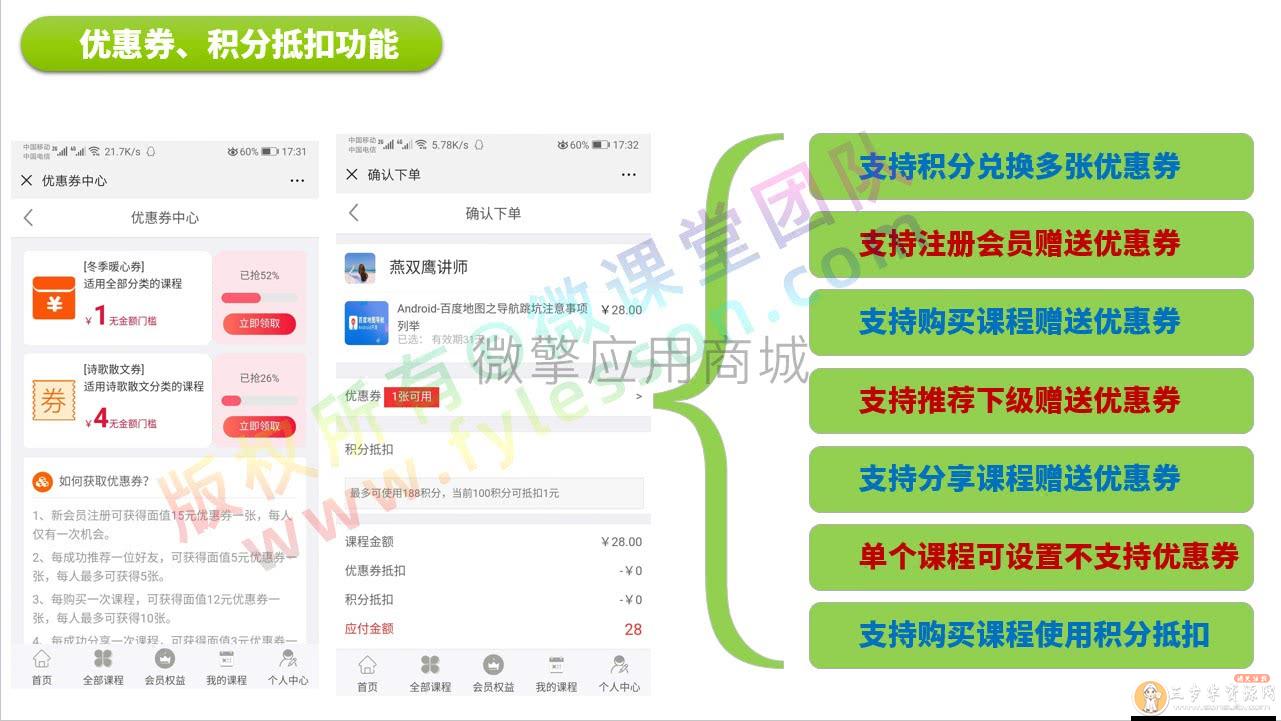 优惠券、积分抵扣功能
中国移动 中国电信 21.7K/s 60% 17:31
优惠券中心
优惠券中心
[冬季暖心券]
适用全部分类的课程
￥1无金额门槛
已抢52%
立即领取
[诗歌散文券]
适用诗歌散文分类的课程
券
￥4无金额门槛
已抢26%
立即领取
如何获取优惠券？
1、新会员注册可获得面值15元优惠券一张，每人
仅有一次机会。
2、每成功推荐一位好友，可获得面值5元优惠券一
张，每人最多可获得5张。
3、每购买一次课程，可获得面值12元优惠券一
张，每人最多可获得10张。
4、每成功分享一次课程，可获得面值3元优惠券一
首页 全部课程 会员权益 我的课程 个人中心
中国移动 中国电信 5.78K/s 60% 17:32
确认下单
确认下单
燕双鹰讲师
Android-百度地图之导航跳坑注意事项 ￥28.00
列举
已选： 有效期31天
优惠券 1张可用 >
积分抵扣
最多可使用188积分，当前100积分可抵扣1元
课程金额 ￥28.00
优惠券抵扣 -￥0
积分抵扣 -￥0
应付金额 28
首页 全部课程 会员权益 我的课程 个人中心
支持积分兑换多张优惠券
支持注册会员赠送优惠券
支持购买课程赠送优惠券
支持推荐下级赠送优惠券
支持分享课程赠送优惠券
单个课程可设置不支持优惠券
支持购买课程使用积分抵扣
版权所有@微课堂团队
www.fylesson.com
微擎应用商城